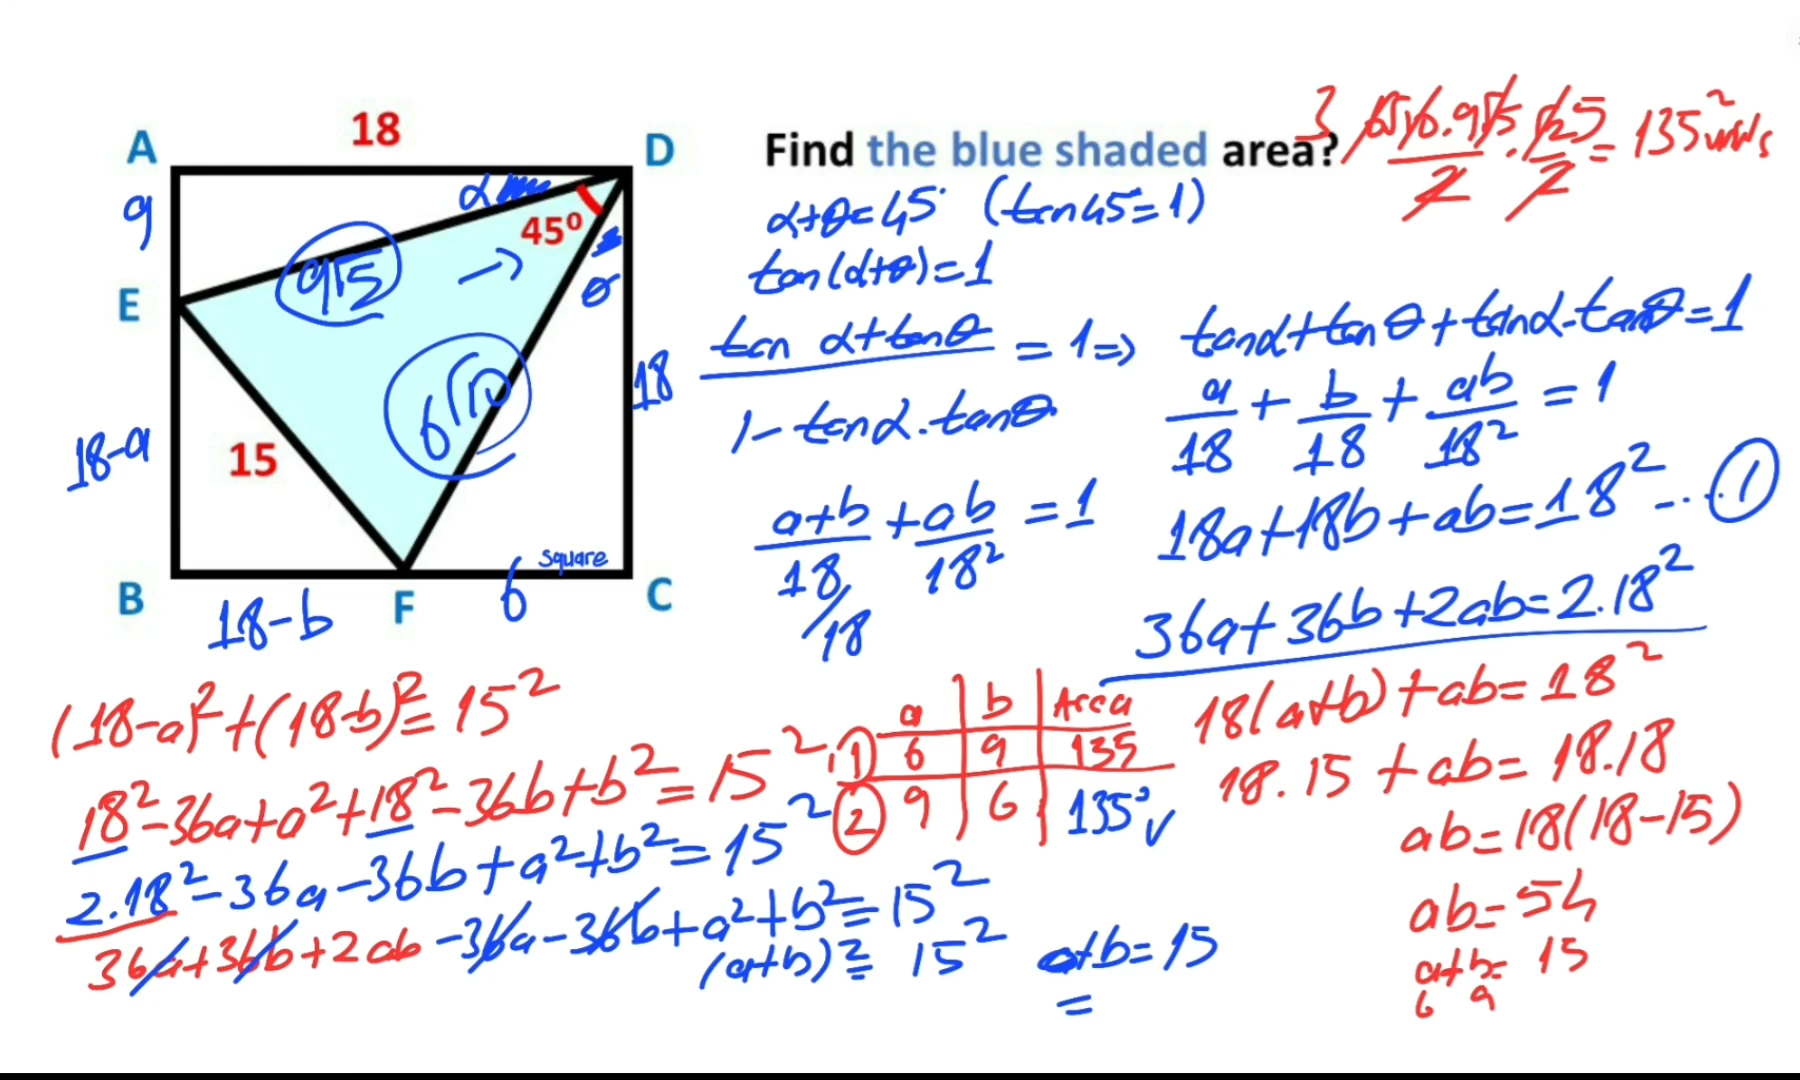 18
A
D
Find the blue shaded area?
3
= 135 units²
9
α
45°
α+θ=45° (tan45=1)
tan(α+θ)=1
9√5
θ
E
tan α+tanθ = 1 => tanα+tanθ+tanα.tanθ=1
1-tanα.tanθ
6√10
18
a/18 + b/18 + ab/18² = 1
18-a
15
a+b/18 + ab/18² = 1
/18
18a+18b+ab=18² ... ①
Square
B
18-b
F
6
C
36a+36b+2ab=2.18²
(18-a)²+(18-b)²=15²
a b Area
① 6 9 135
② 9 6 135 ✓
18(a+b)+ab=18²
18²-36a+a²+18²-36b+b²=15²
18.15+ab=18.18
2.18²-36a-36b+a²+b²=15²
ab=18(18-15)
36a+36b+2ab-36a-36b+a²+b²=15²
ab=54
(a+b)²=15² a+b=15
=
a+b=15
6 9